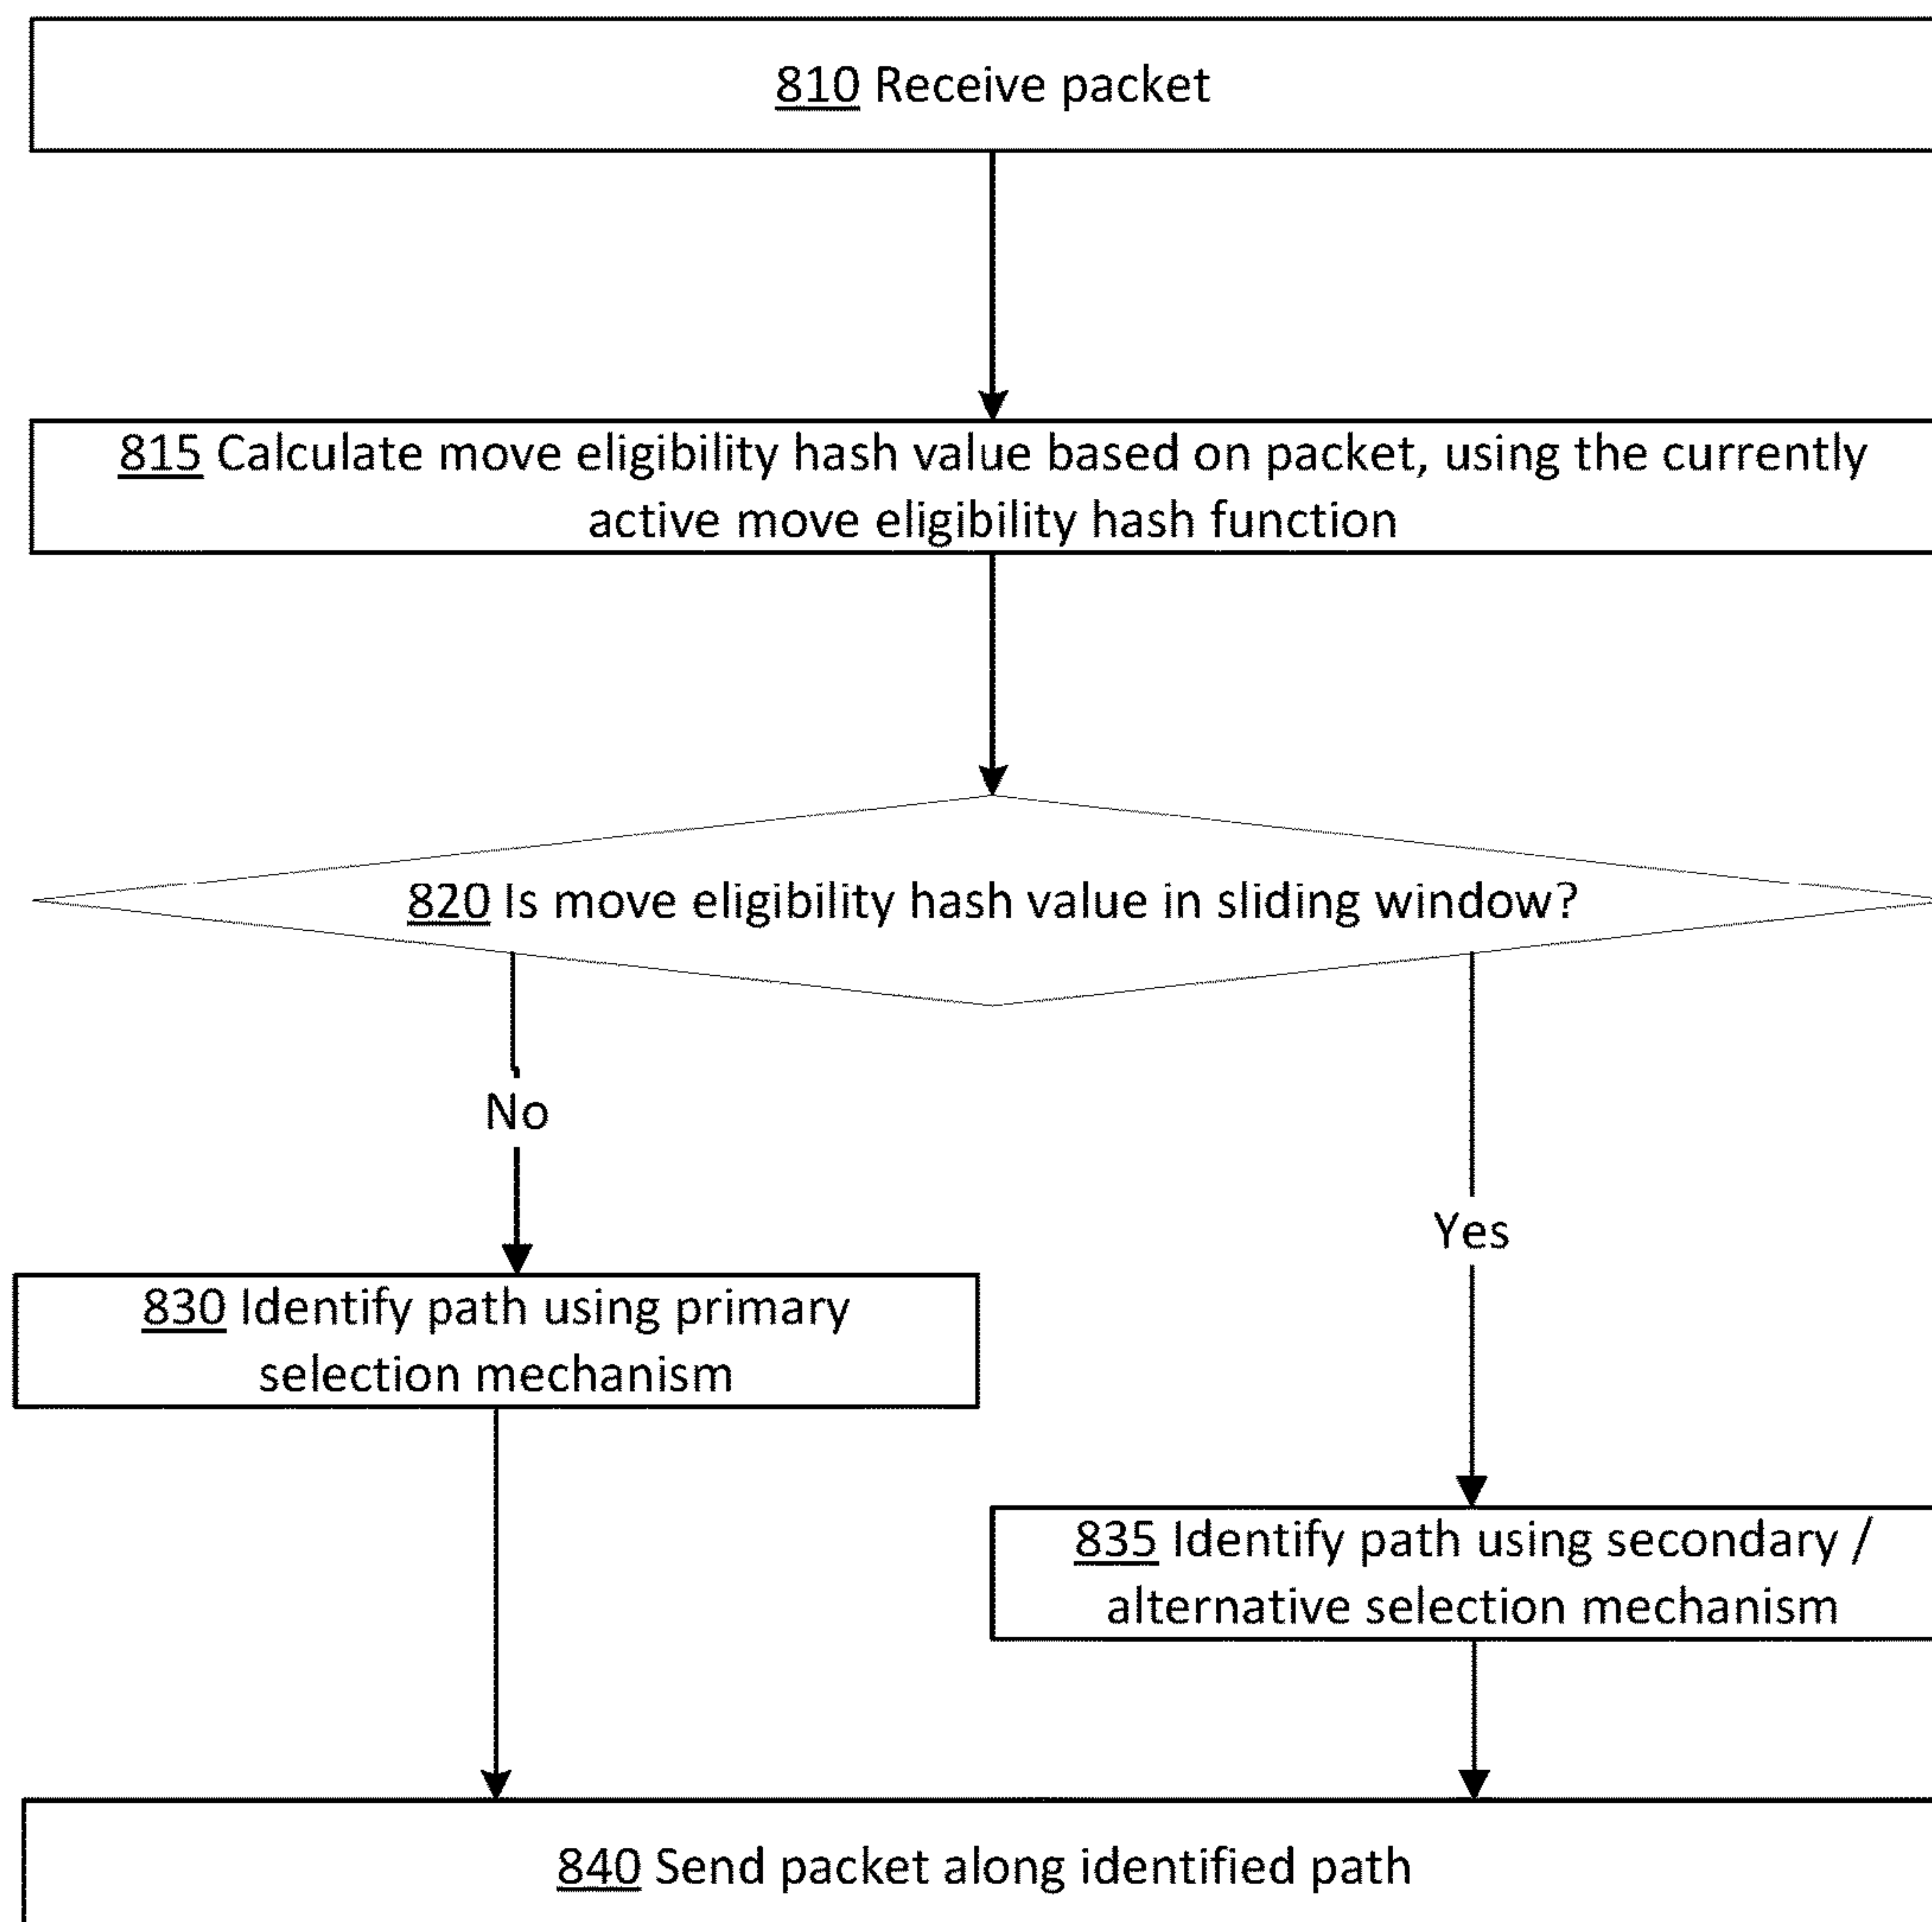 810 Receive packet
815 Calculate move eligibility hash value based on packet, using the currently
active move eligibility hash function
820 Is move eligibility hash value in sliding window?
No
Yes
830 Identify path using primary
selection mechanism
835 Identify path using secondary /
alternative selection mechanism
840 Send packet along identified path